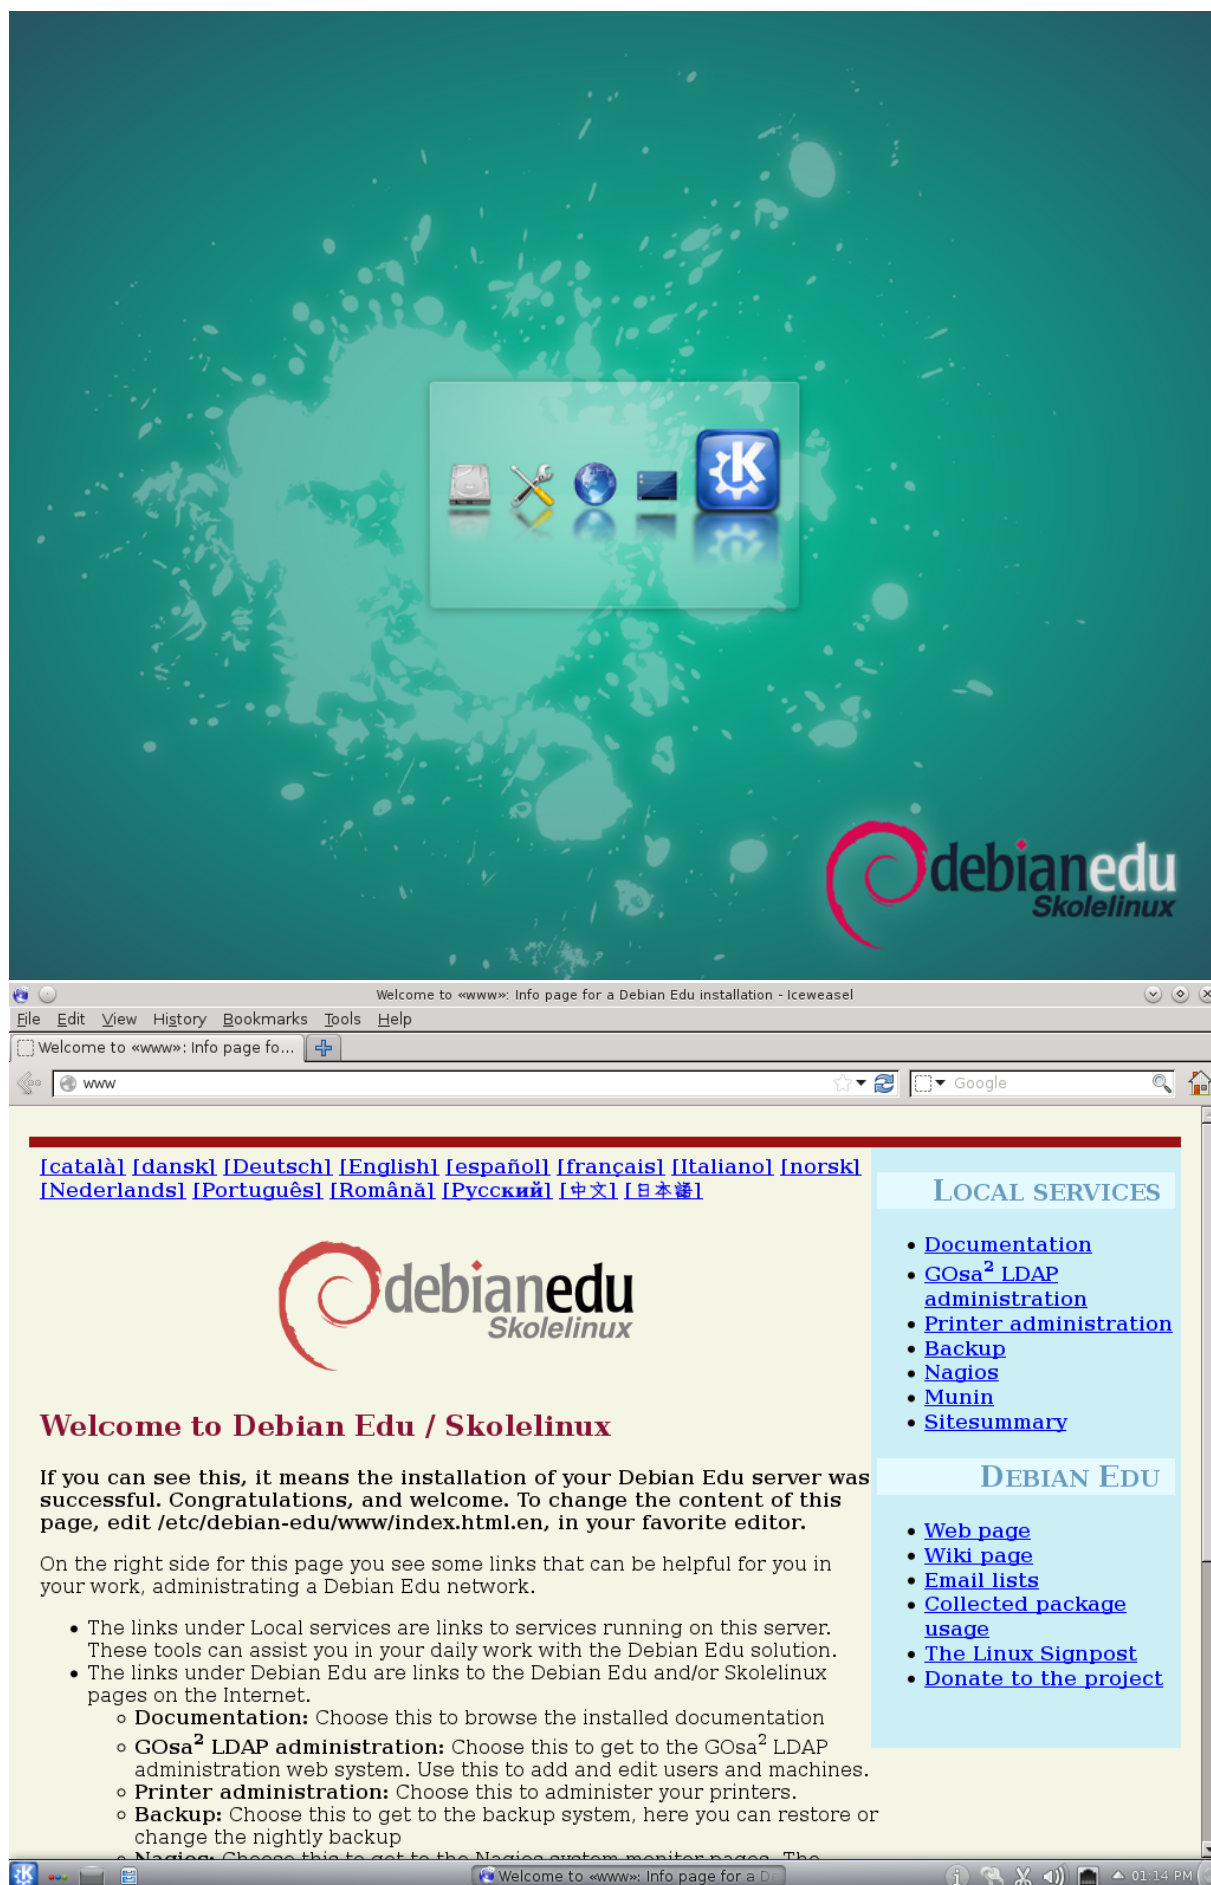 debianedu
Skolelinux
Welcome to «www»: Info page for a Debian Edu installation - Iceweasel
File Edit View History Bookmarks Tools Help
Welcome to «www»: Info page fo...
www
Google
[català] [dansk] [Deutsch] [English] [español] [français] [Italiano] [norsk]
[Nederlands] [Português] [Română] [Русский] [中文] [日本語]
debianedu
Skolelinux
Welcome to Debian Edu / Skolelinux
If you can see this, it means the installation of your Debian Edu server was
successful. Congratulations, and welcome. To change the content of this
page, edit /etc/debian-edu/www/index.html.en, in your favorite editor.
On the right side for this page you see some links that can be helpful for you in
your work, administrating a Debian Edu network.
• The links under Local services are links to services running on this server.
These tools can assist you in your daily work with the Debian Edu solution.
• The links under Debian Edu are links to the Debian Edu and/or Skolelinux
pages on the Internet.
◦ Documentation: Choose this to browse the installed documentation
◦ GOsa² LDAP administration: Choose this to get to the GOsa² LDAP
administration web system. Use this to add and edit users and machines.
◦ Printer administration: Choose this to administer your printers.
◦ Backup: Choose this to get to the backup system, here you can restore or
change the nightly backup
◦ Nagios: Choose this to get to the Nagios system monitor pages. The
LOCAL SERVICES
• Documentation
• GOsa² LDAP
administration
• Printer administration
• Backup
• Nagios
• Munin
• Sitesummary
DEBIAN EDU
• Web page
• Wiki page
• Email lists
• Collected package
usage
• The Linux Signpost
• Donate to the project
Welcome to «www»: Info page for a D
01:14 PM